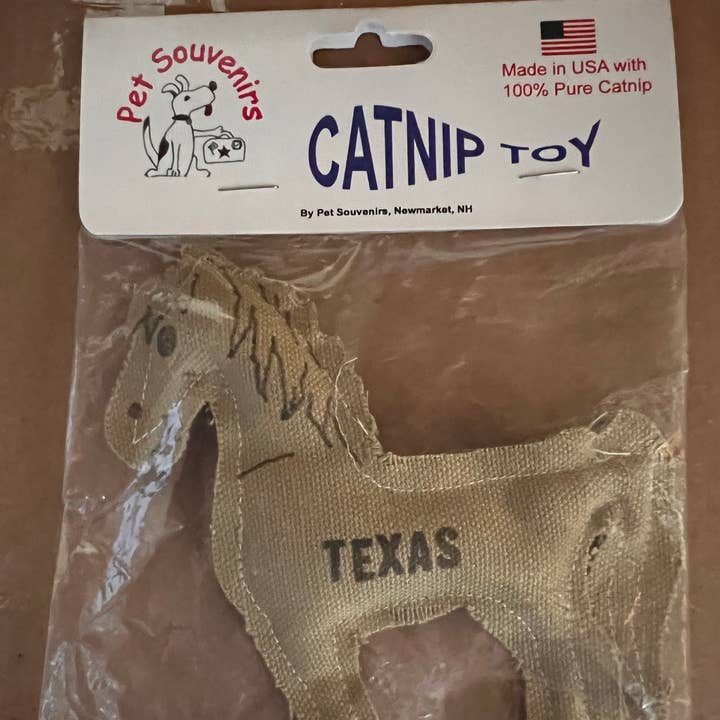 Pet Souvenirs
Made in USA with
100% Pure Catnip
CATNIP TOY
By Pet Souvenirs, Newmarket, NH
TEXAS